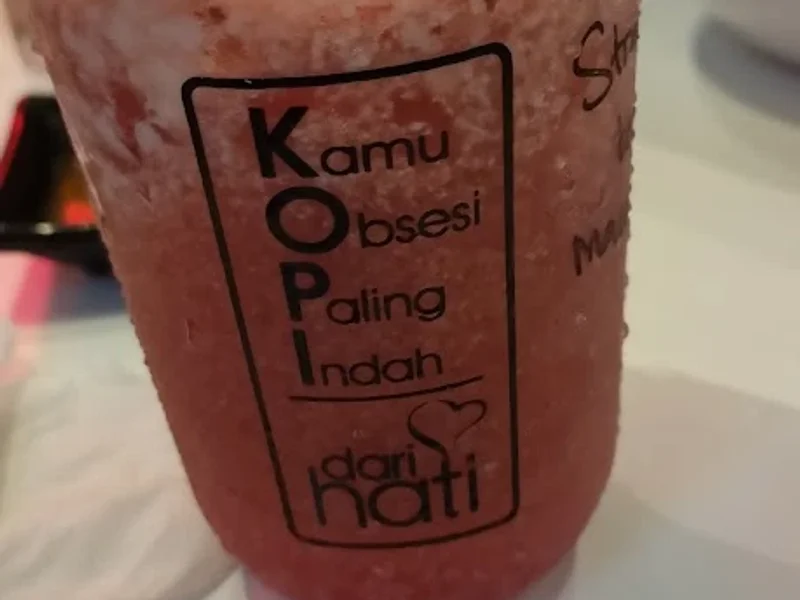 Kamu
Obsesi
Paling
Indah
dari
hati